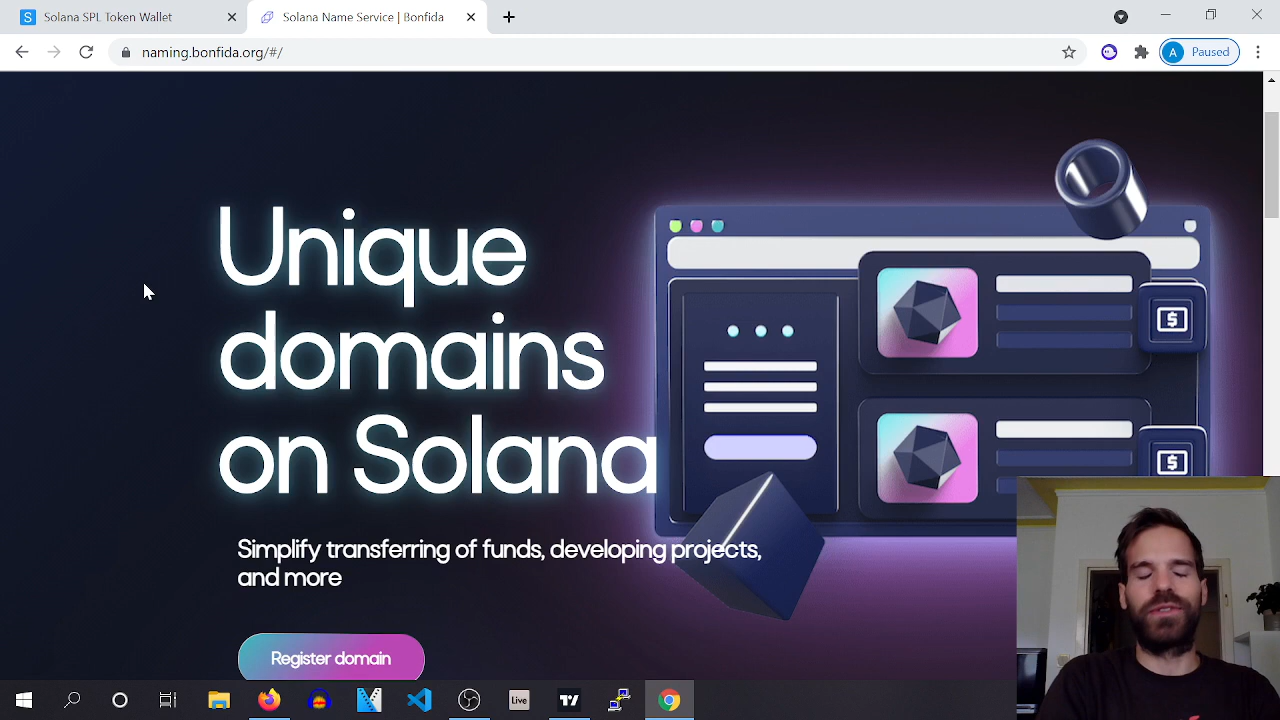 Solana SPL Token Wallet
Solana Name Service | Bonfida
naming.bonfida.org/#/
A
Paused
Unique
domains
on Solana
Simplify transferring of funds, developing projects,
and more
Register domain
Live